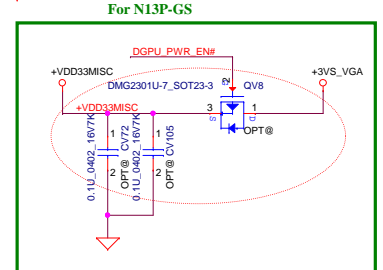 For N13P-GS
DGPU_PWR_EN#
+VDD33MISC
DMG2301U-7_SOT23-3
QV8
+3VS_VGA
+VDD33MISC
3
1
2
S
D
G
OPT@
0.1U_0402_16V7K
1
2
OPT@
CV72
0.1U_0402_16V7K
1
2
OPT@
CV105